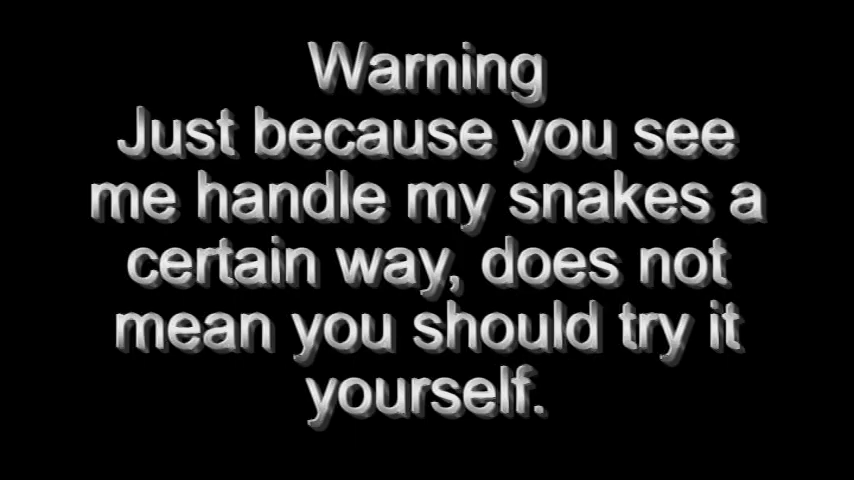 Warning
Just because you see
me handle my snakes a
certain way, does not
mean you should try it
yourself.